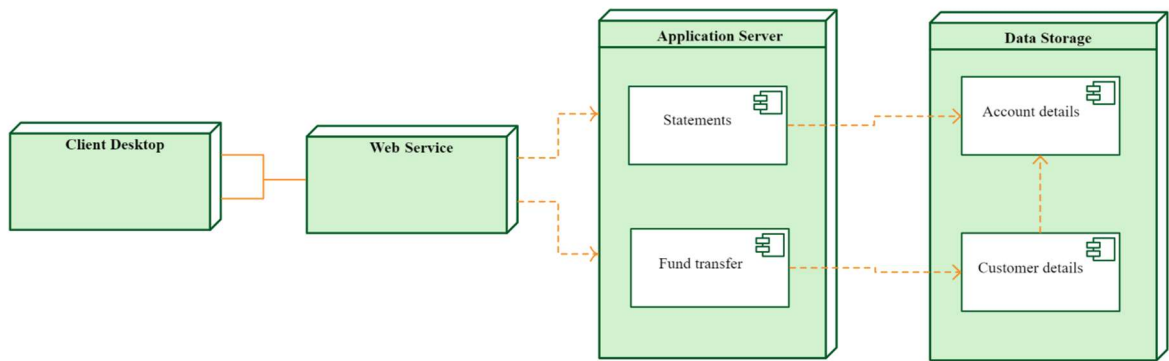 Client Desktop
Web Service
Application Server
Statements
Fund transfer
Data Storage
Account details
Customer details